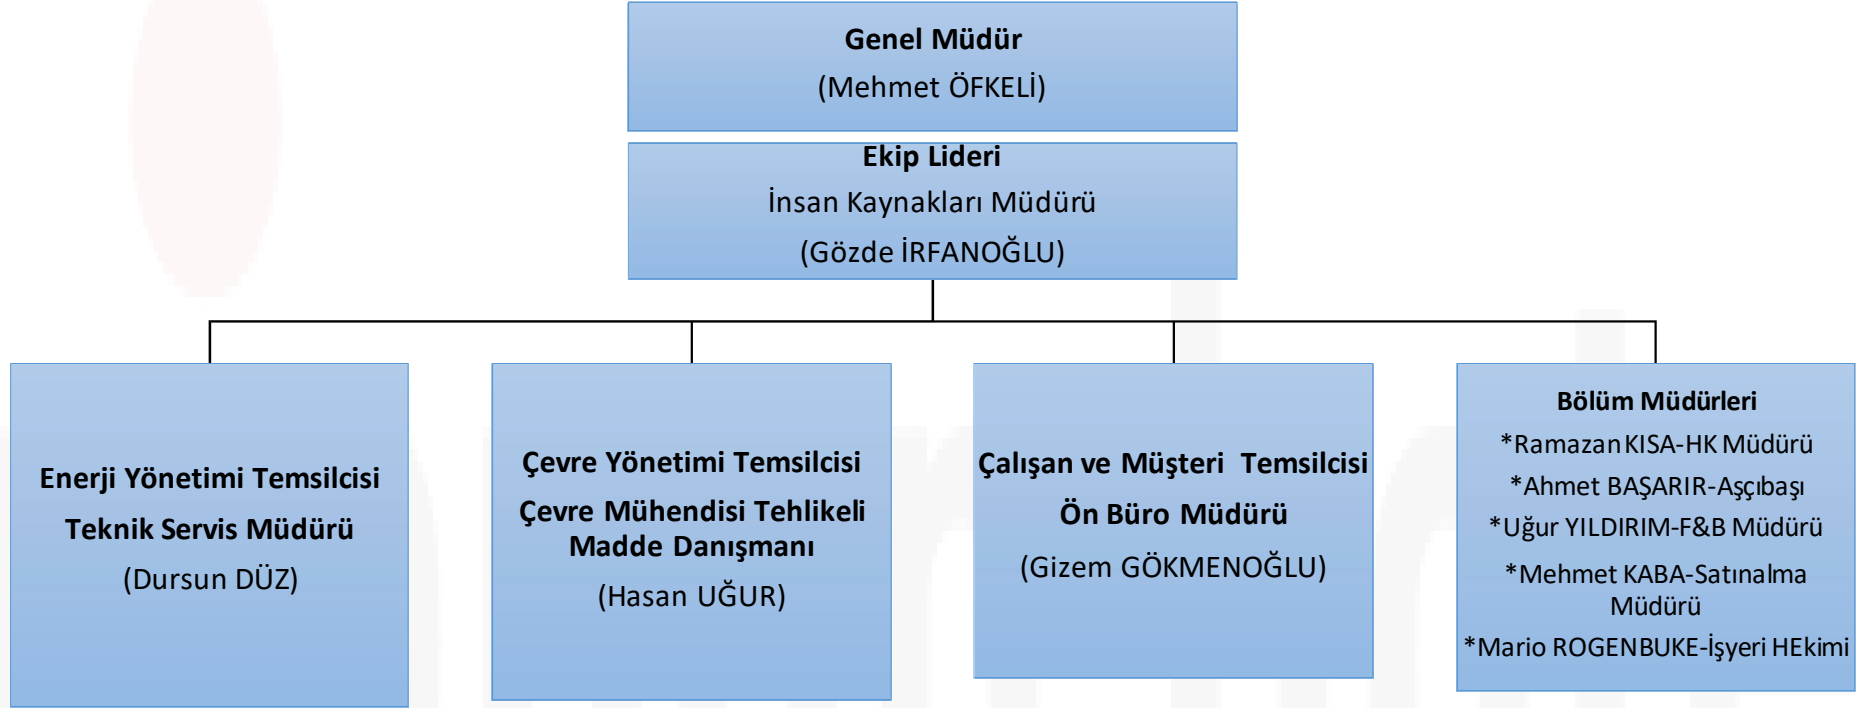 Genel Müdür
(Mehmet ÖFKELİ)
Ekip Lideri
İnsan Kaynakları Müdürü
(Gözde İRFANOĞLU)
Enerji Yönetimi Temsilcisi
Teknik Servis Müdürü
(Dursun DÜZ)
Çevre Yönetimi Temsilcisi
Çevre Mühendisi Tehlikeli
Madde Danışmanı
(Hasan UĞUR)
Çalışan ve Müşteri Temsilcisi
Ön Büro Müdürü
(Gizem GÖKMENOĞLU)
Bölüm Müdürleri
*Ramazan KISA-HK Müdürü
*Ahmet BAŞARIR-Aşçıbaşı
*Uğur YILDIRIM-F&B Müdürü
*Mehmet KABA-Satınalma
Müdürü
*Mario ROGENBUKE-İşyeri HEkimi